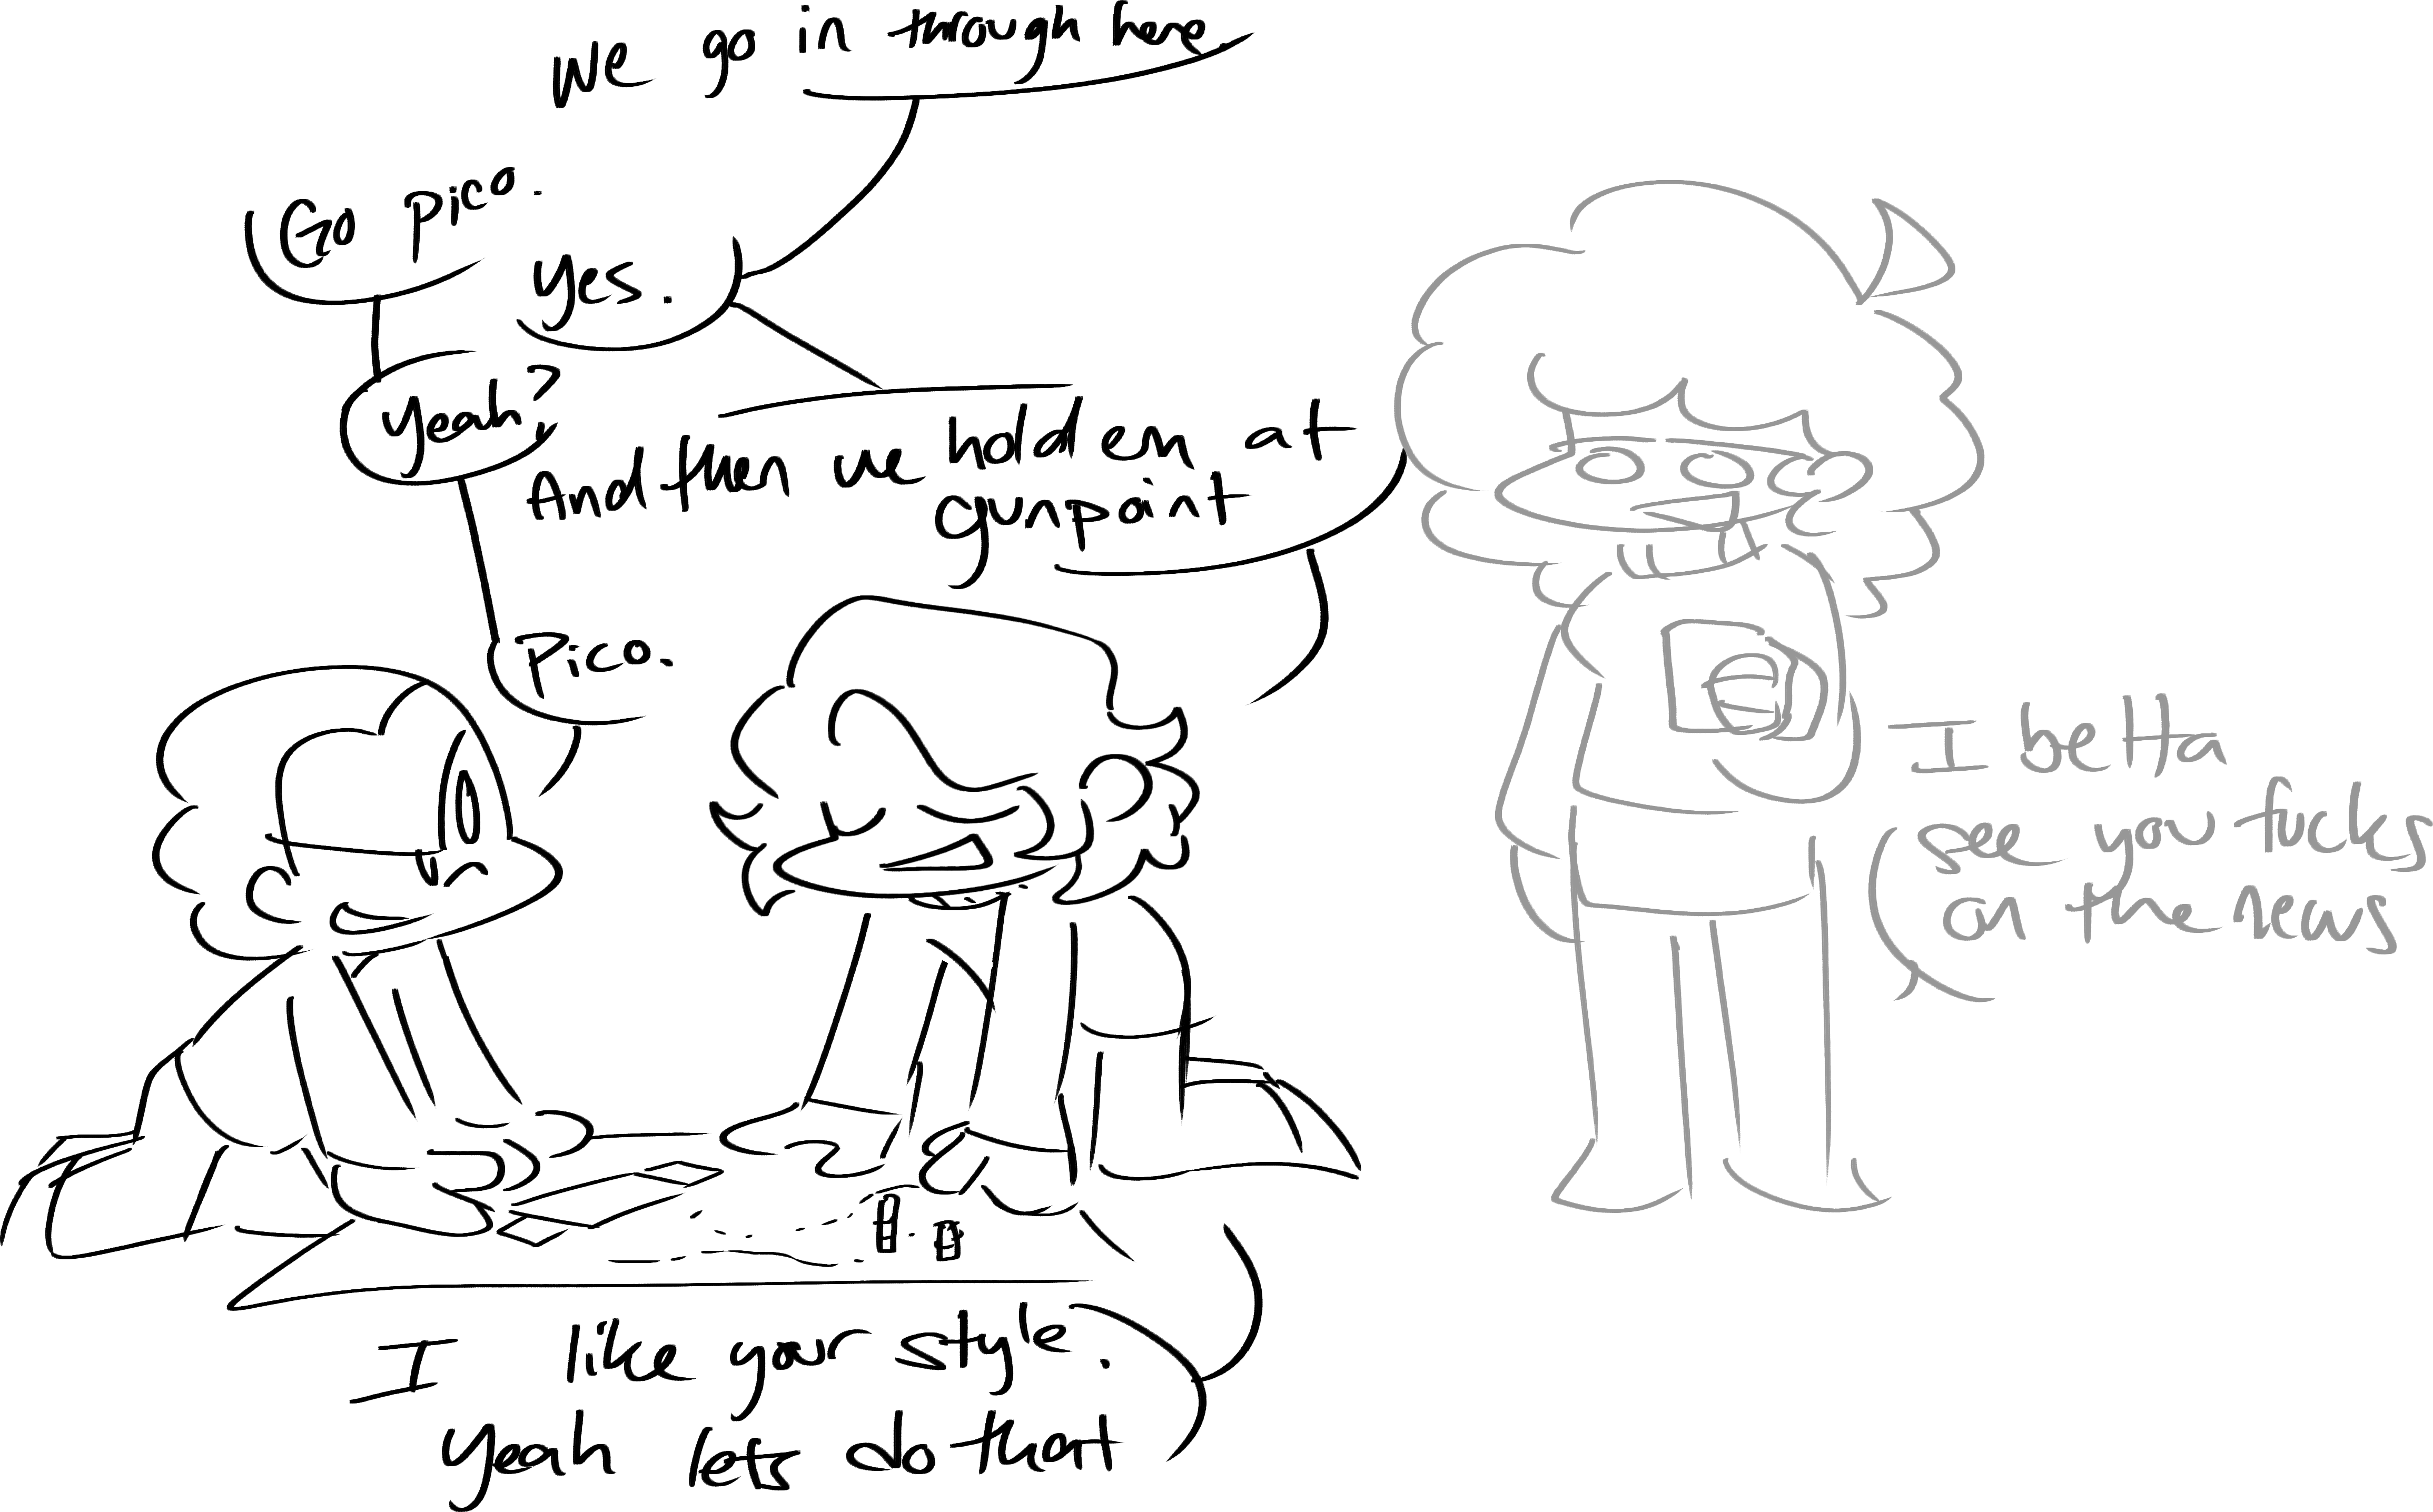 We go in through here
Go pico.
yes.
Yeah?
And then we hold em at
gunpoint
Pico.
I betta
see you fucks
on the news
I like your style.
Yeah lets do that